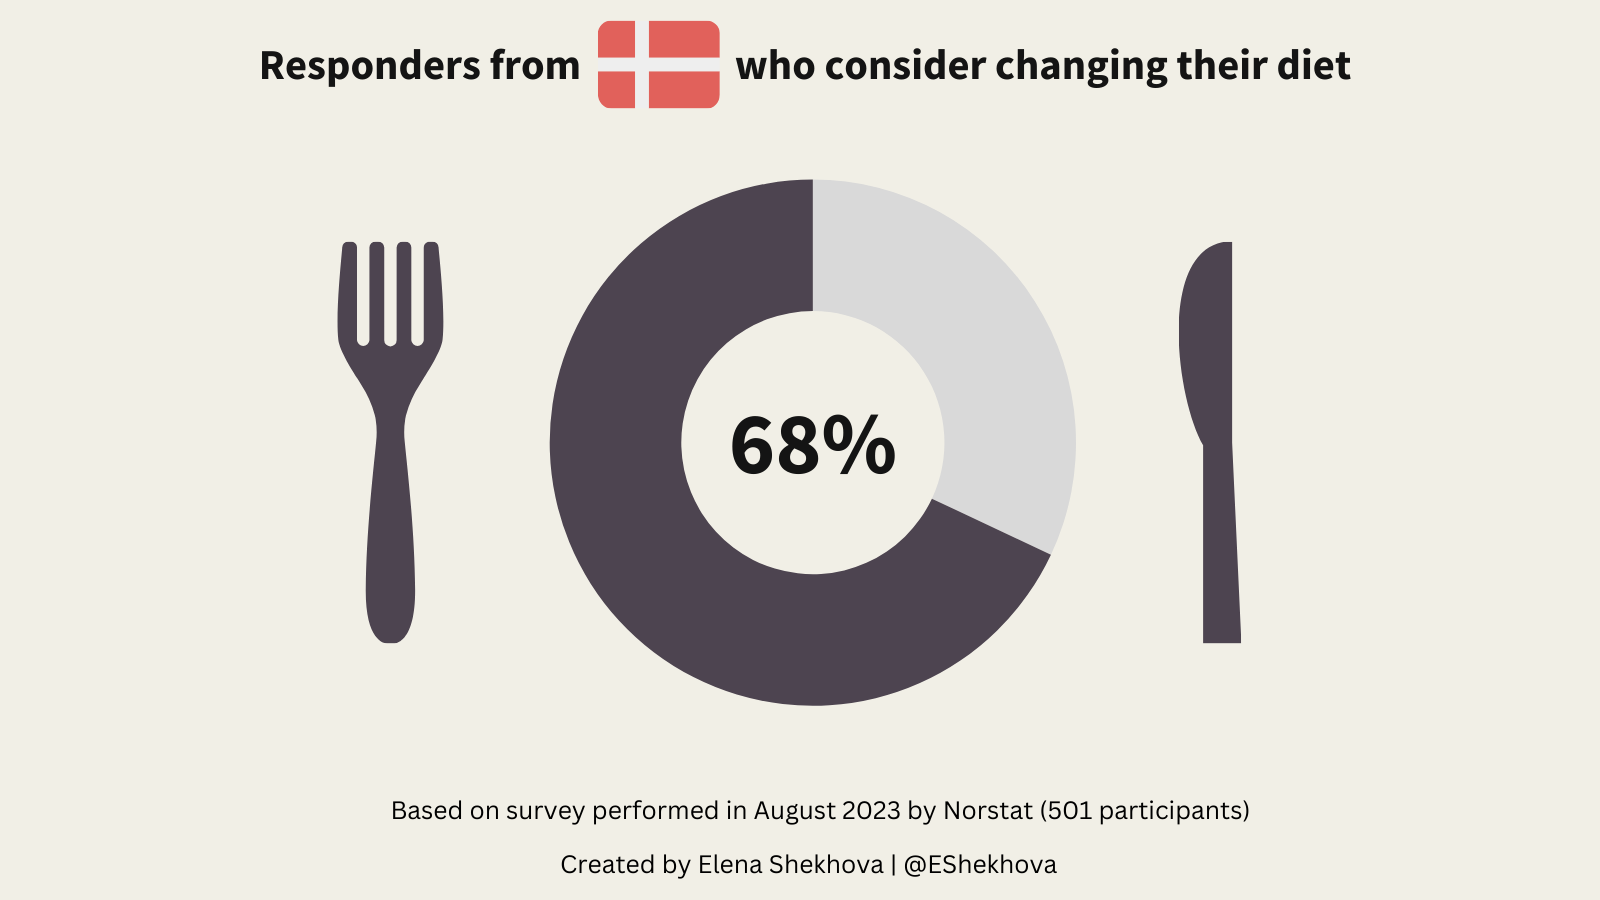 Responders from who consider changing their diet
68%
Based on survey performed in August 2023 by Norstat (501 participants)
Created by Elena Shekhova | @EShekhova